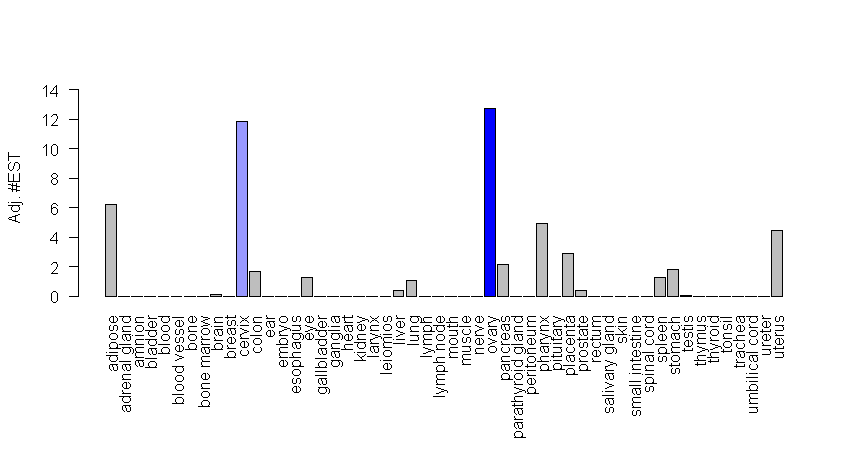 Adj. #EST
14
12
10
8
6
4
2
0
adipose
adrenal gland
amnion
bladder
blood
blood vessel
bone
bone marrow
brain
breast
cervix
colon
ear
embryo
esophagus
eye
gallbladder
ganglia
heart
kidney
larynx
leiomios
liver
lung
lymph
lymph node
mouth
muscle
nerve
ovary
pancreas
parathyroid gland
peritoneum
pharynx
pituitary
placenta
prostate
rectum
salivary gland
skin
small intestine
spinal cord
spleen
stomach
testis
thymus
thyroid
tonsil
trachea
umbilical cord
ureter
uterus